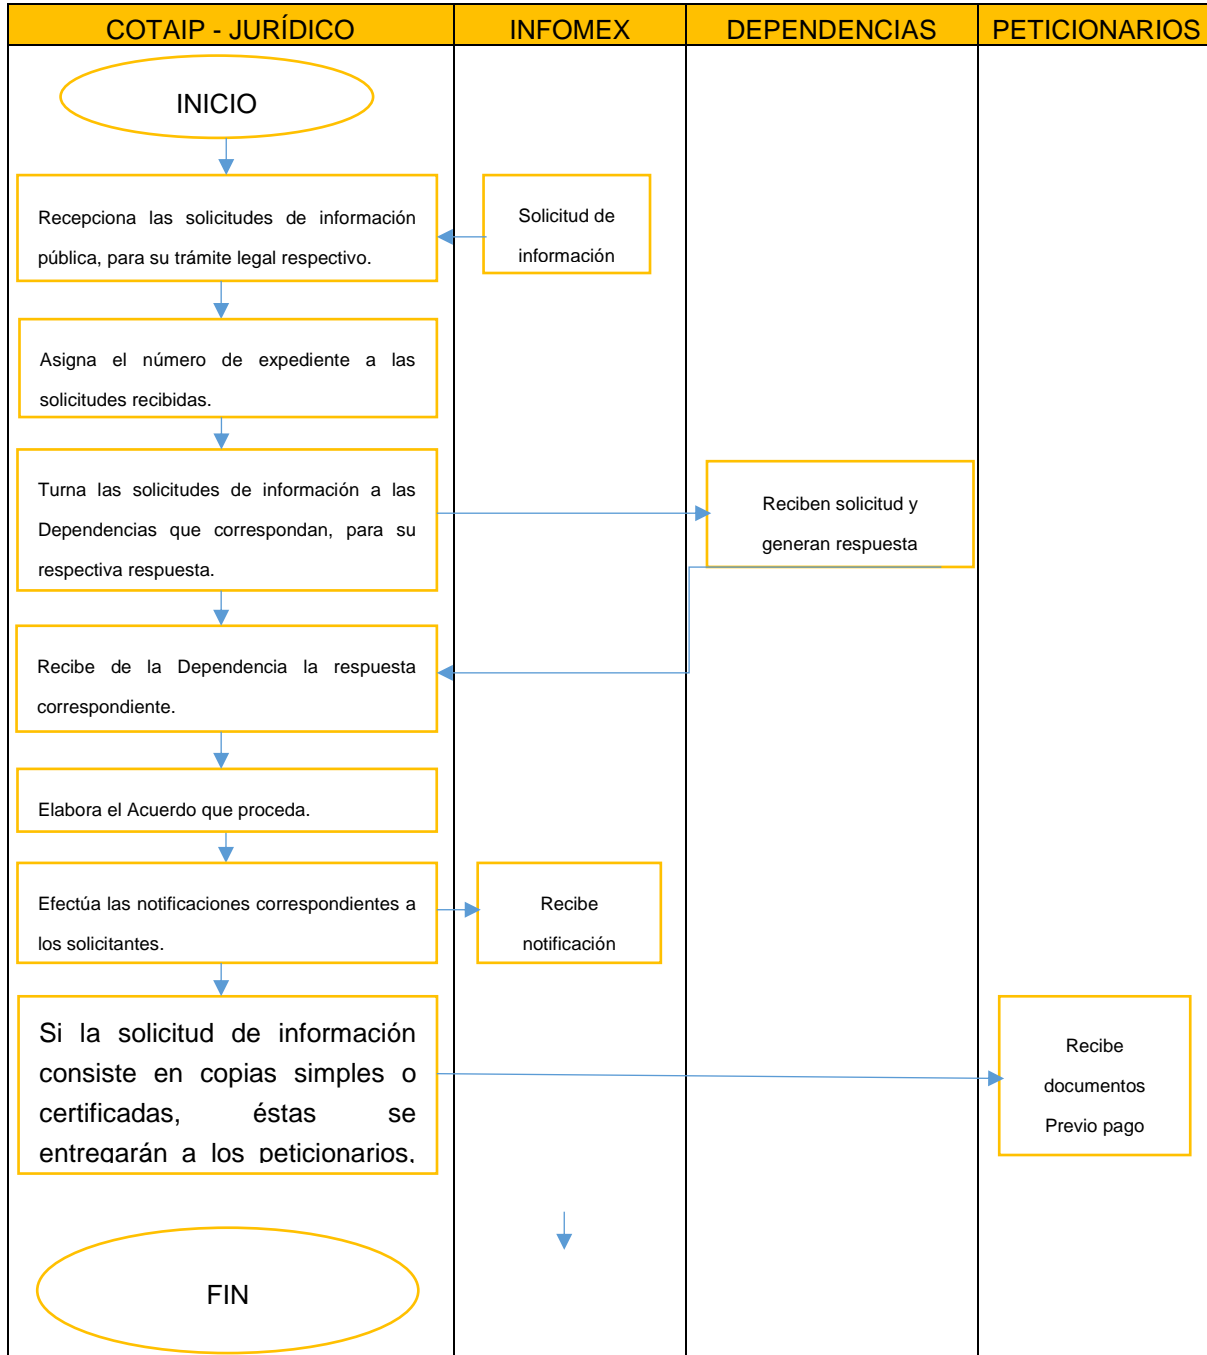 COTAIP - JURÍDICO
INFOMEX
DEPENDENCIAS
PETICIONARIOS
INICIO
Recepciona las solicitudes de información
pública, para su trámite legal respectivo.
Solicitud de
información
Asigna el número de expediente a las
solicitudes recibidas.
Turna las solicitudes de información a las
Dependencias que correspondan, para su
respectiva respuesta.
Reciben solicitud y
generan respuesta
Recibe de la Dependencia la respuesta
correspondiente.
Elabora el Acuerdo que proceda.
Efectúa las notificaciones correspondientes a
los solicitantes.
Recibe
notificación
Si la solicitud de información
consiste en copias simples o
certificadas, éstas se
entregarán a los peticionarios,
Recibe
documentos
Previo pago
FIN